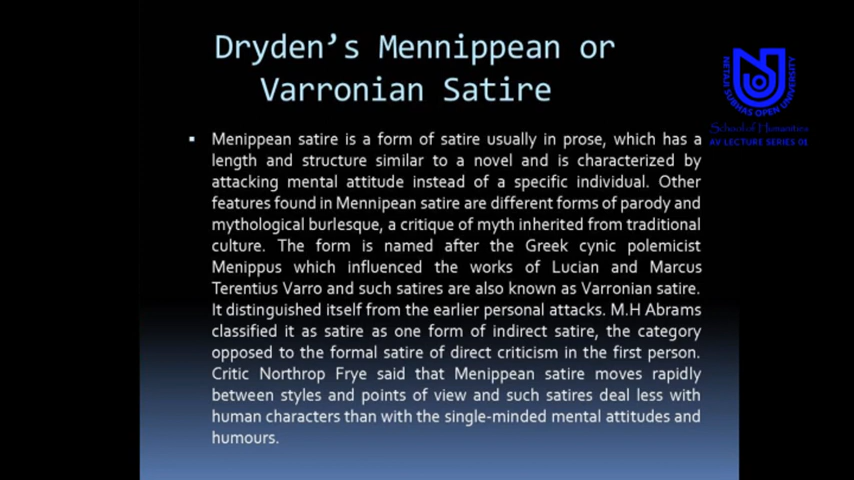 Dryden's Mennippean or
Varronian Satire
▪ Menippean satire is a form of satire usually in prose, which has a
length and structure similar to a novel and is characterized by
attacking mental attitude instead of a specific individual. Other
features found in Mennipean satire are different forms of parody and
mythological burlesque, a critique of myth inherited from traditional
culture. The form is named after the Greek cynic polemicist
Menippus which influenced the works of Lucian and Marcus
Terentius Varro and such satires are also known as Varronian satire.
It distinguished itself from the earlier personal attacks. M.H Abrams
classified it as satire as one form of indirect satire, the category
opposed to the formal satire of direct criticism in the first person.
Critic Northrop Frye said that Menippean satire moves rapidly
between styles and points of view and such satires deal less with
human characters than with the single-minded mental attitudes and
humours.
NETAJI SUBHAS OPEN UNIVERSITY
School of Humanities
AV LECTURE SERIES 01